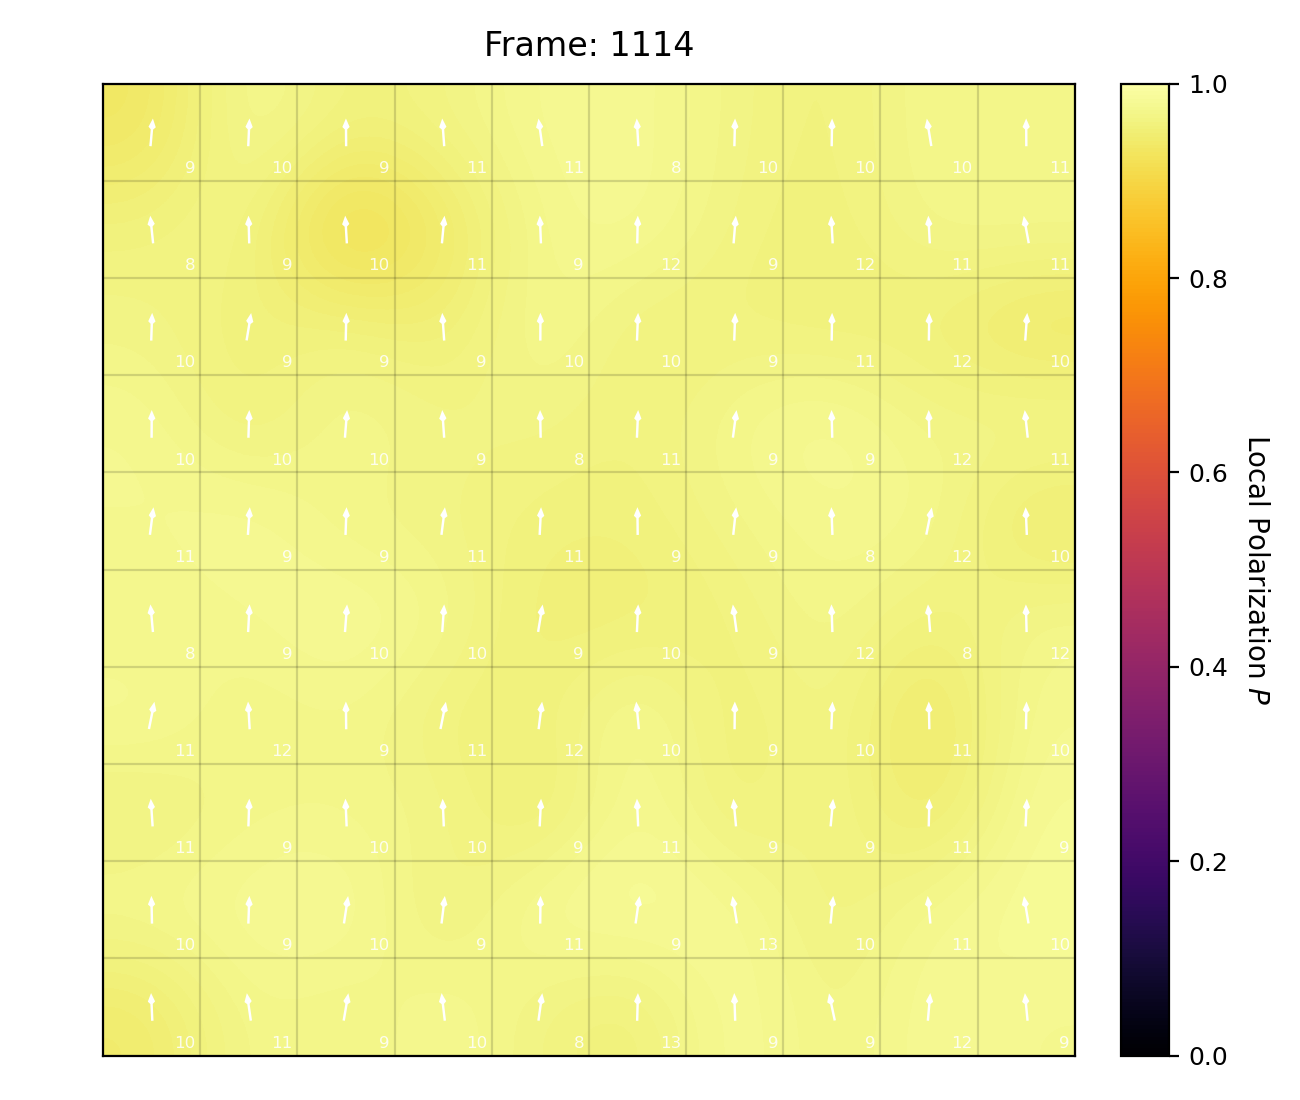 Frame: 1114
9 10 9 11 11 8 10 10 10 11
8 9 10 11 9 12 9 12 11 11
10 9 9 9 10 10 9 11 12 10
10 10 10 9 8 11 9 9 12 11
11 9 9 11 11 9 9 8 12 10
8 9 10 10 9 10 9 12 8 12
11 12 9 11 12 10 9 10 11 10
11 9 10 10 9 11 9 9 11 9
10 9 10 9 11 9 13 10 11 10
10 11 9 10 8 13 9 9 12 9
1.0
0.8
0.6
0.4
0.2
0.0
Local Polarization P